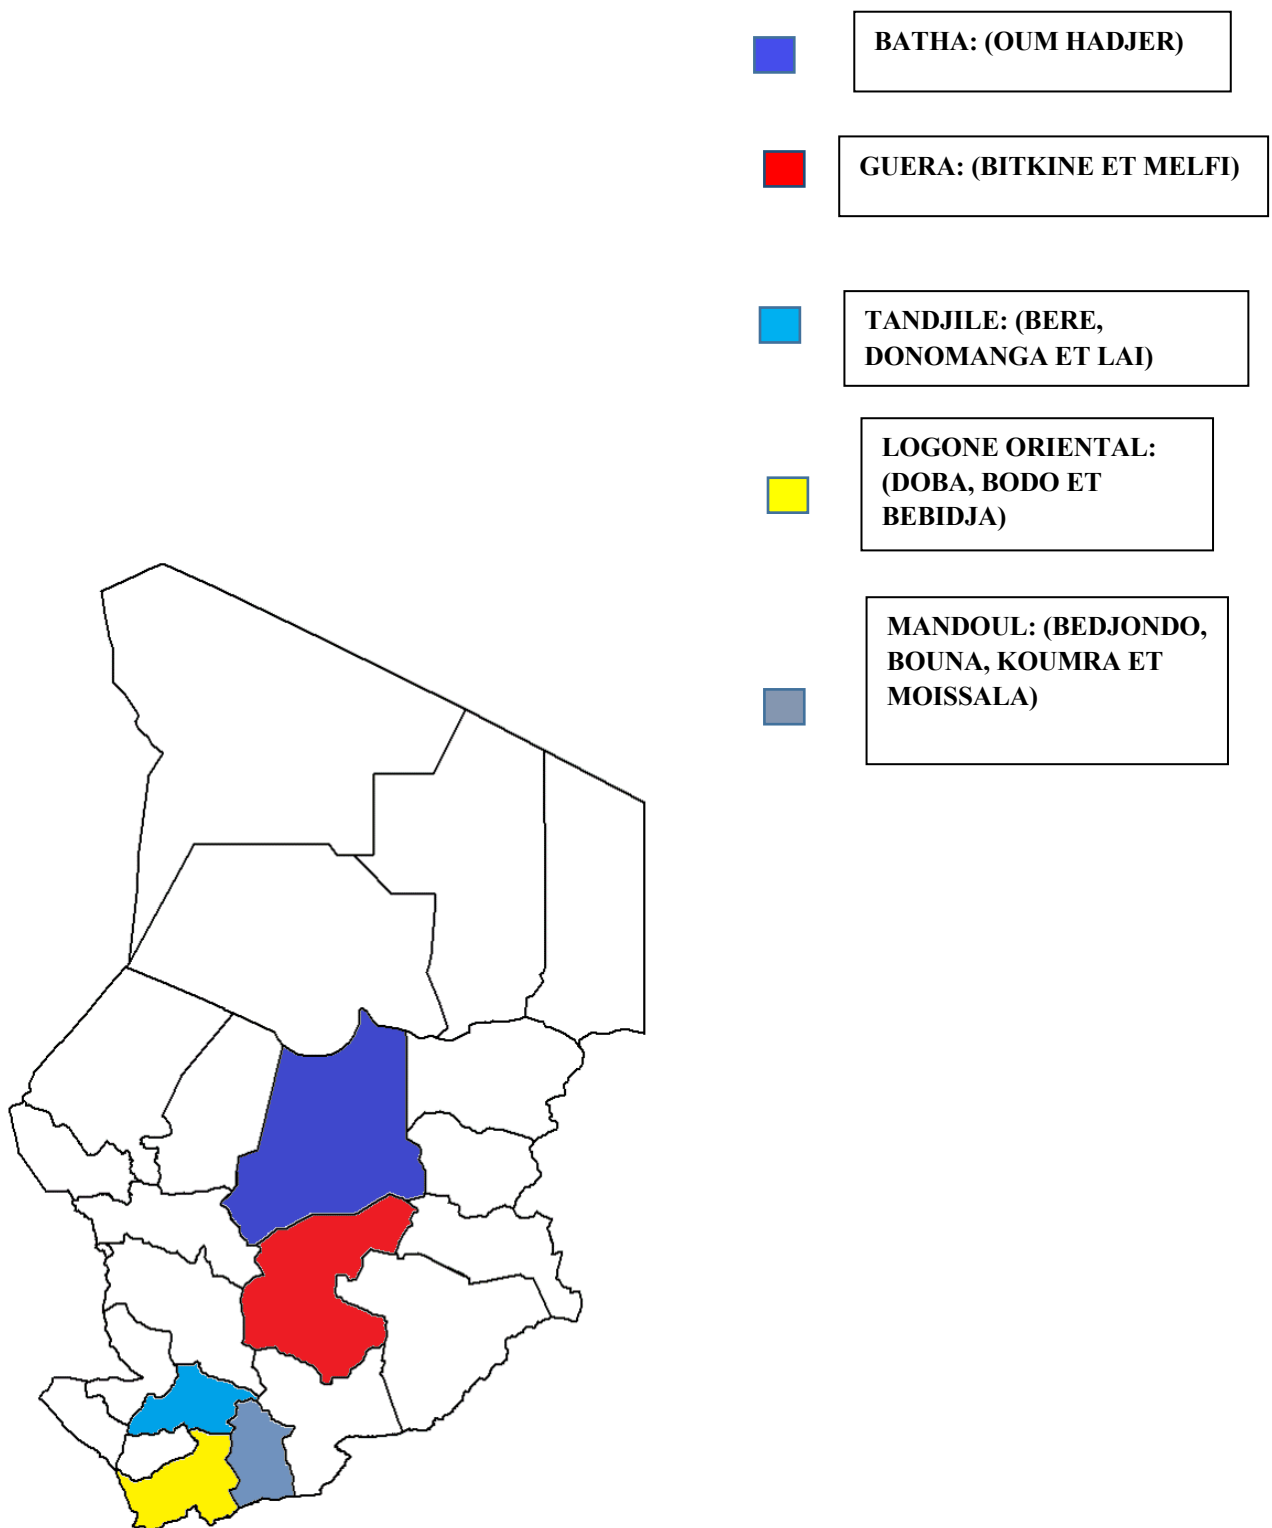 BATHA: (OUM HADJER)
GUERA: (BITKINE ET MELFI)
TANDJILE: (BERE,
DONOMANGA ET LAI)
LOGONE ORIENTAL:
(DOBA, BODO ET
BEBIDJA)
MANDOUL: (BEDJONDO,
BOUNA, KOUMRA ET
MOISSALA)